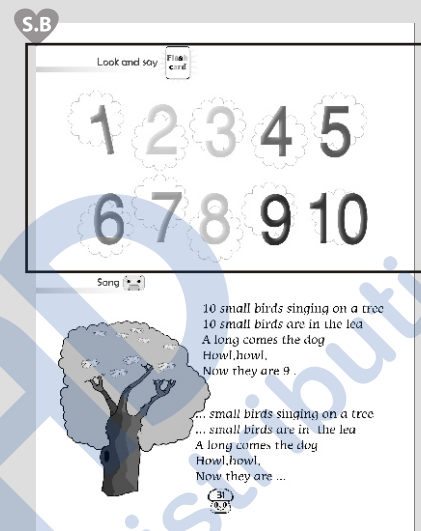 S.B
Look and say
Flash card
1 2 3 4 5
6 7 8 9 10
Song
10 small birds singing on a tree
10 small birds are in the lea
A long comes the dog
Howl,howl,
Now they are 9 .
... small birds singing on a tree
... small birds are in the lea
A long comes the dog
Howl,howl,
Now they are ...
31